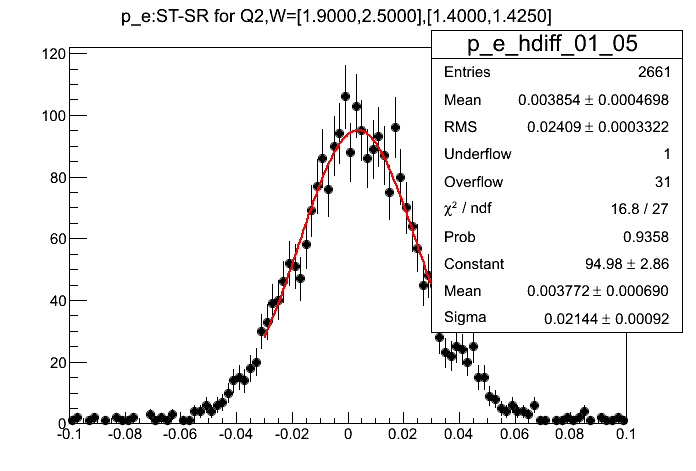 p_e:ST-SR for Q2,W=[1.9000,2.5000],[1.4000,1.4250]
p_e_hdiff_01_05
Entries 2661
Mean 0.003854 ± 0.0004698
RMS 0.02409 ± 0.0003322
Underflow 1
Overflow 31
χ² / ndf 16.8 / 27
Prob 0.9358
Constant 94.98 ± 2.86
Mean 0.003772 ± 0.000690
Sigma 0.02144 ± 0.00092
120
100
80
60
40
20
0
-0.1 -0.08 -0.06 -0.04 -0.02 0 0.02 0.04 0.06 0.08 0.1